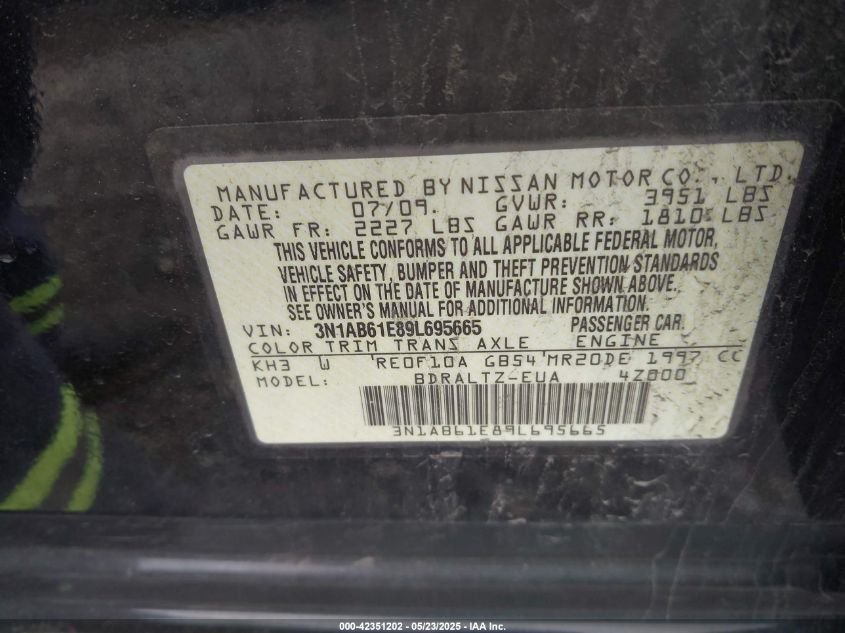 MANUFACTURED BY NISSAN MOTOR CO., LTD.
DATE: 07/09. GVWR: 3951 LBS
GAWR FR: 2227 LBS GAWR RR: 1810 LBS
THIS VEHICLE CONFORMS TO ALL APPLICABLE FEDERAL MOTOR,
VEHICLE SAFETY, BUMPER AND THEFT PREVENTION STANDARDS
IN EFFECT ON THE DATE OF MANUFACTURE SHOWN ABOVE.
SEE OWNER'S MANUAL FOR ADDITIONAL INFORMATION.
VIN: 3N1AB61E89L695665 PASSENGER CAR.
COLOR TRIM TRANS AXLE ENGINE
KH3 W RE0F10A GB54 MR20DE 1997 CC
MODEL: BDRALTZ-EUA 4Z800
3N1AB61E89L695665
000-42351202 - 05/23/2025 - IAA Inc.